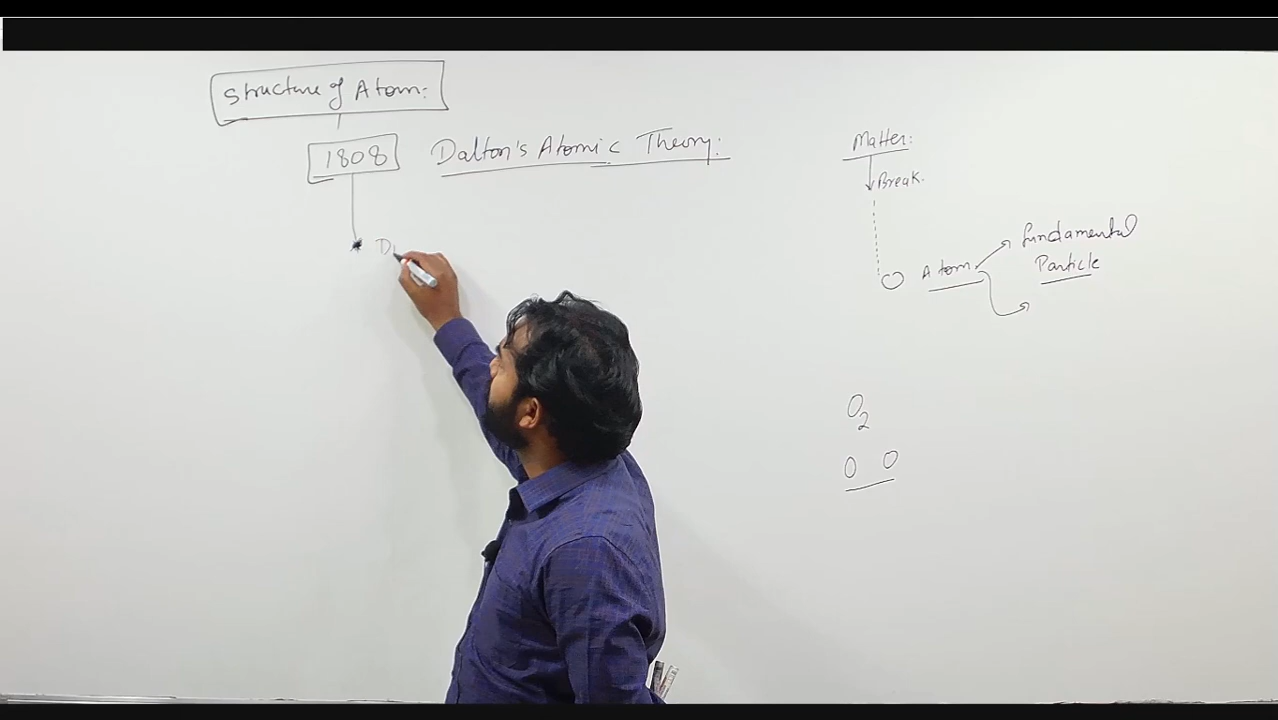 Structure of Atom:
1808 Dalton's Atomic Theory:
D
Matter:
Break.
Atom
fundamental
Particle
O2
O O